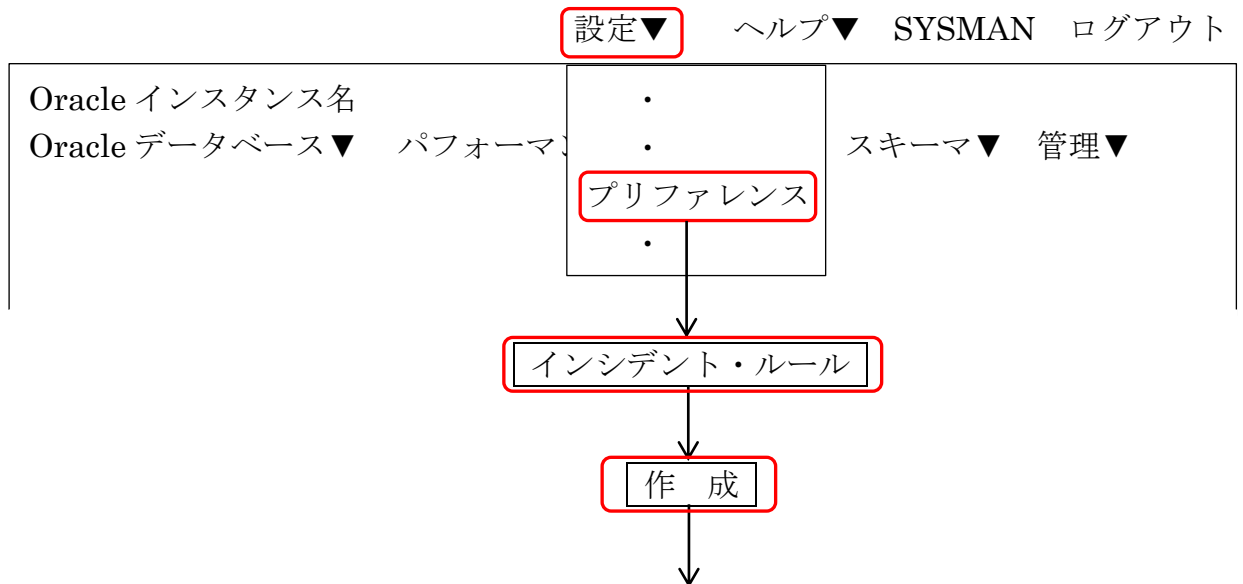 設定▼ ヘルプ▼ SYSMAN ログアウト
Oracle インスタンス名
・
Oracle データベース▼ パフォーマン ・ スキーマ▼ 管理▼
プリファレンス
・
インシデント・ルール
作 成